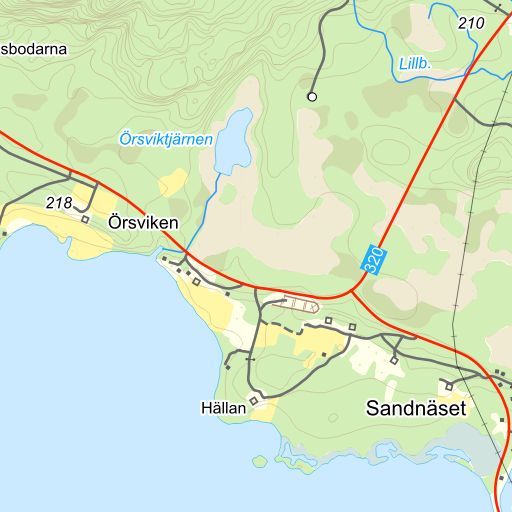 210
sbodarna
Lillb.
Örsviktjärnen
218
Örsviken
320
Hällan
Sandnäset